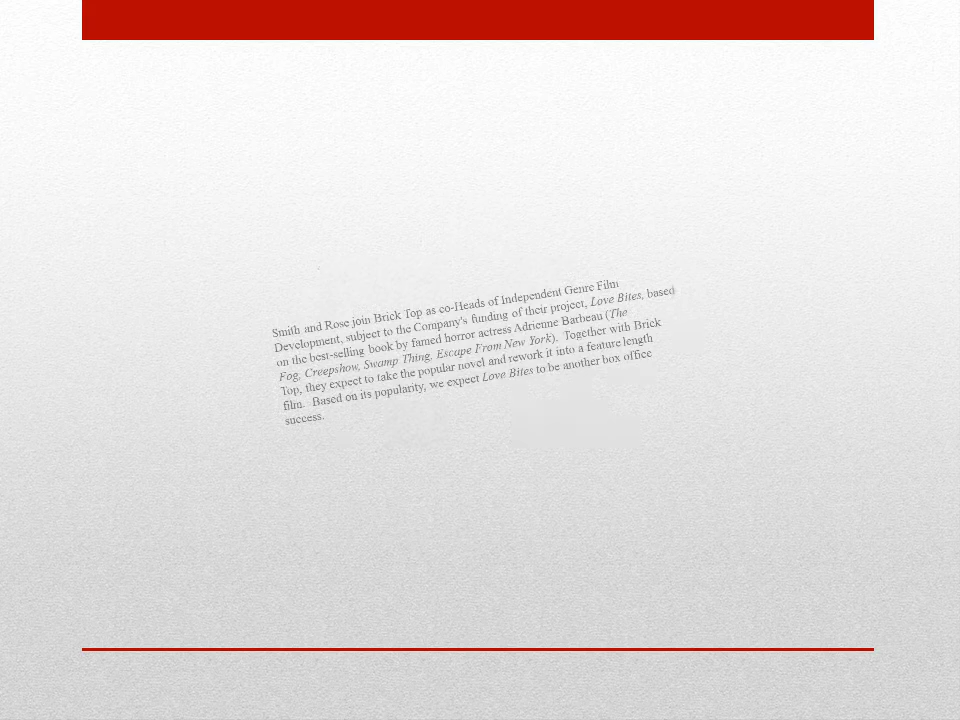 Smith and Rose join Brick Top as co-Heads of Independent Genre Film
Development, subject to the Company's funding of their project, Love Bites, based
on the best-selling book by famed horror actress Adrienne Barbeau (The
Fog, Creepshow, Swamp Thing, Escape From New York).  Together with Brick
Top, they expect to take the popular novel and rework it into a feature length
film.  Based on its popularity, we expect Love Bites to be another box office
success.